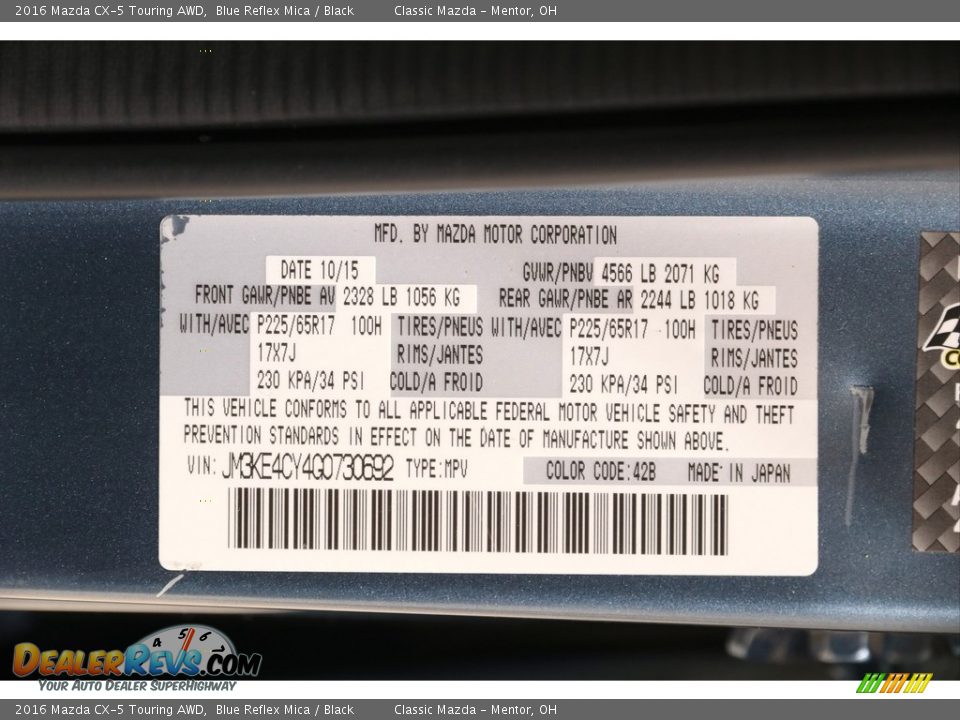 2016 Mazda CX-5 Touring AWD, Blue Reflex Mica / Black Classic Mazda - Mentor, OH
MFD. BY MAZDA MOTOR CORPORATION
DATE 10/15 GVWR/PNBV 4566 LB 2071 KG
FRONT GAWR/PNBE AV 2328 LB 1056 KG REAR GAWR/PNBE AR 2244 LB 1018 KG
WITH/AVEC P225/65R17 100H TIRES/PNEUS WITH/AVEC P225/65R17 100H TIRES/PNEUS
17X7J RIMS/JANTES 17X7J RIMS/JANTES
230 KPA/34 PSI COLD/A FROID 230 KPA/34 PSI COLD/A FROID
THIS VEHICLE CONFORMS TO ALL APPLICABLE FEDERAL MOTOR VEHICLE SAFETY AND THEFT
PREVENTION STANDARDS IN EFFECT ON THE DATE OF MANUFACTURE SHOWN ABOVE.
VIN: JM3KE4CY4G0730692 TYPE:MPV COLOR CODE:42B MADE IN JAPAN
4 5 6
DEALERREVS.COM
YOUR AUTO DEALER SUPERHIGHWAY
2016 Mazda CX-5 Touring AWD, Blue Reflex Mica / Black Classic Mazda - Mentor, OH